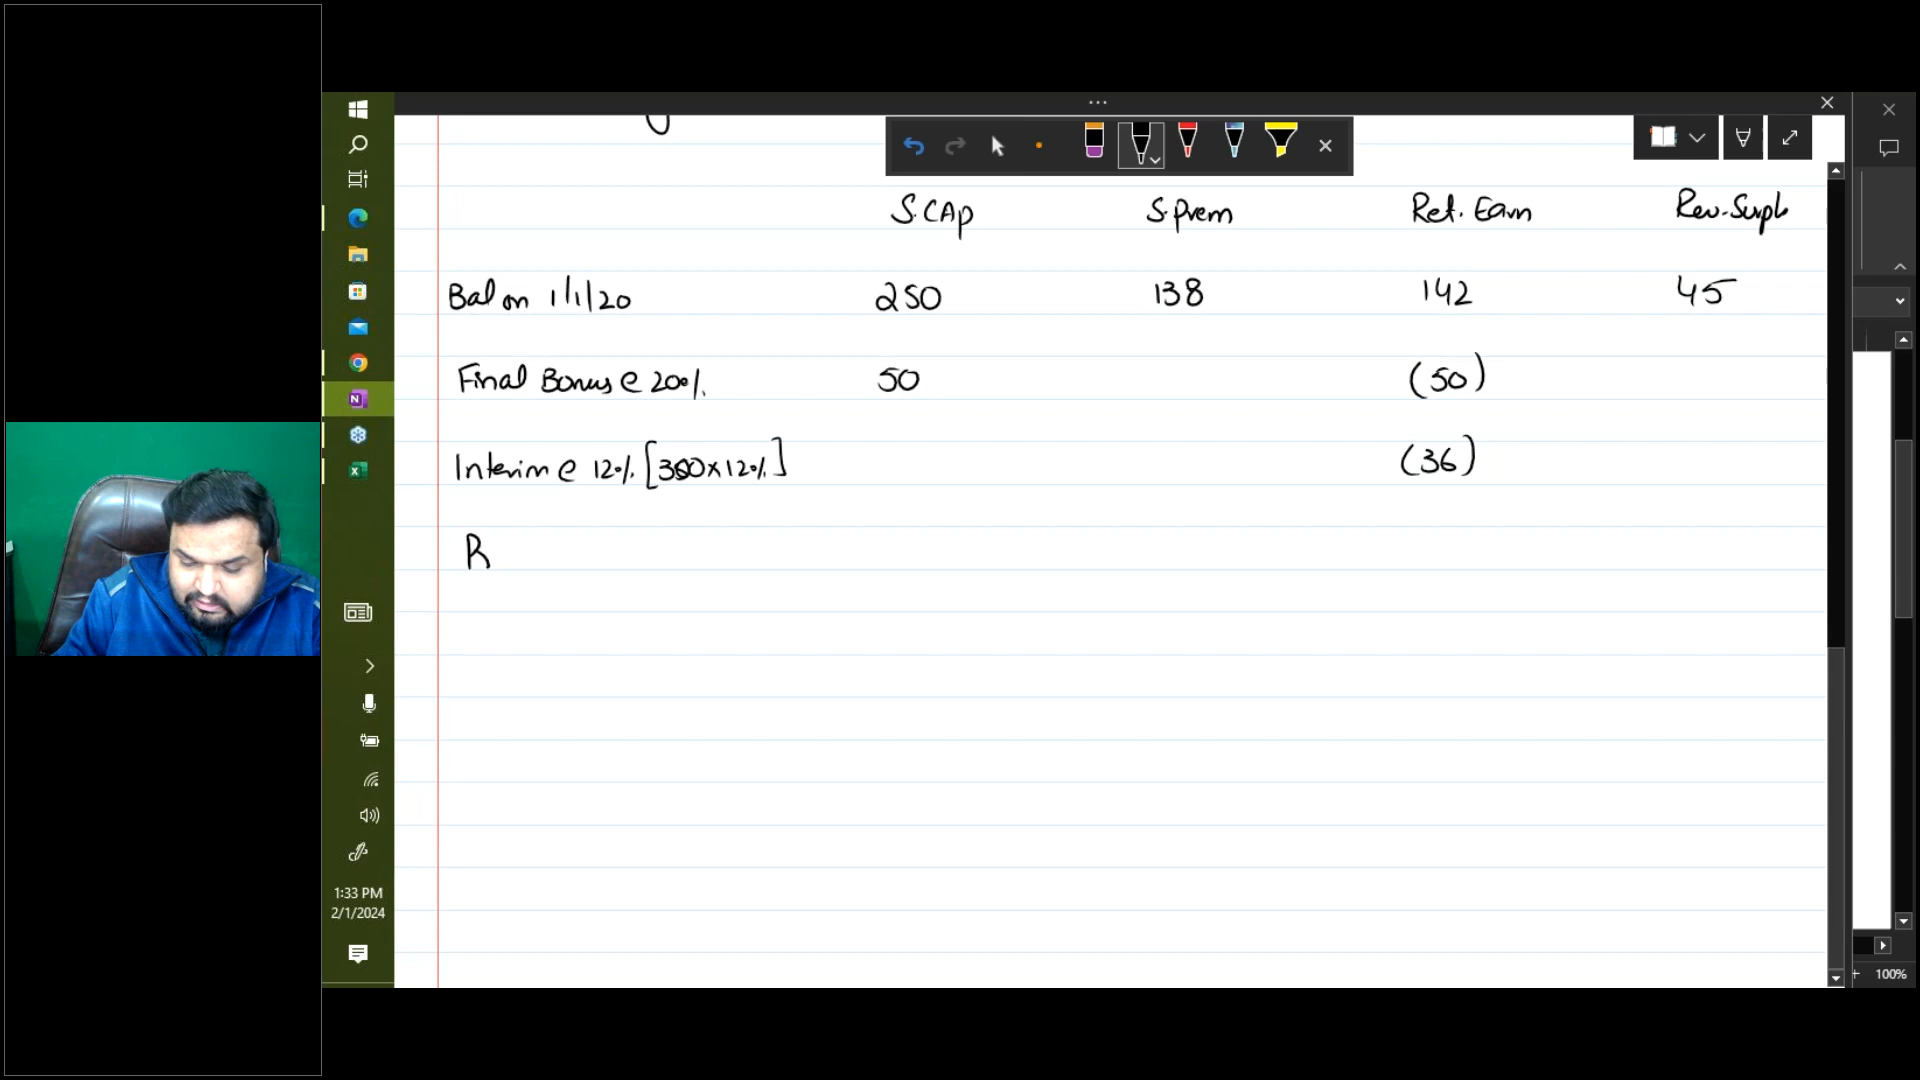 S.CAp S.Prem Ret. Earn Rev. Surpl
Bal on 1/1/20 250 138 142 45
Final Bonus @ 20% 50 (50)
Interim @ 12% [300x12%] (36)
R
1:33 PM
2/1/2024
100%